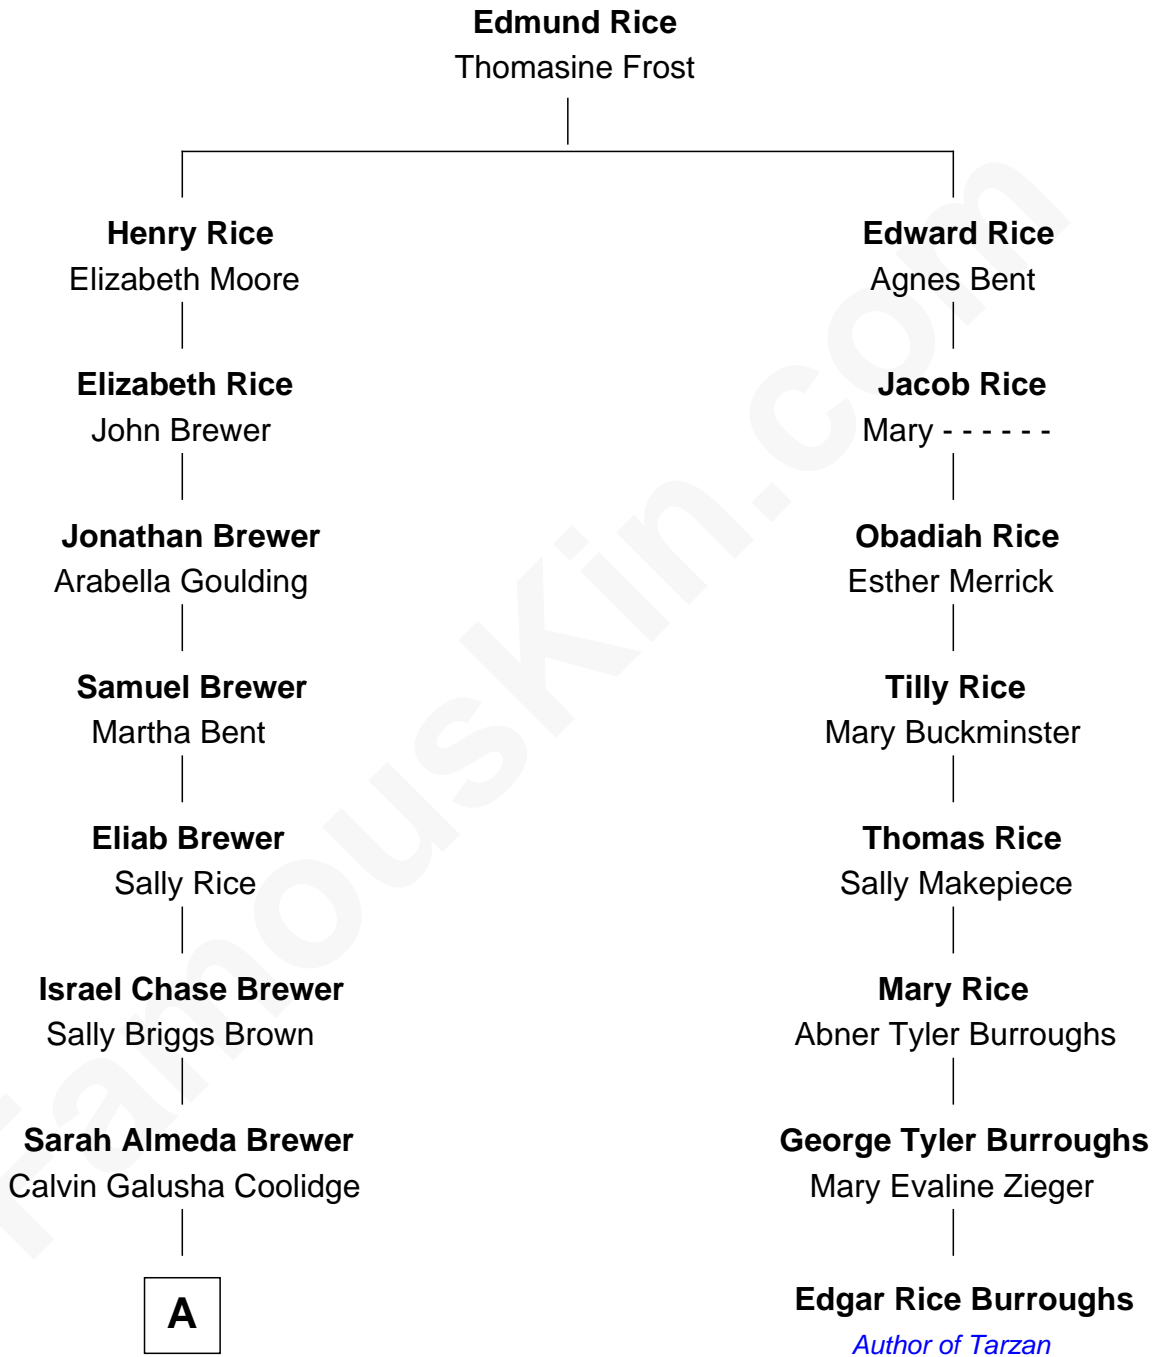 Edmund Rice
Thomasine Frost
Henry Rice
Elizabeth Moore
Elizabeth Rice
John Brewer
Jonathan Brewer
Arabella Goulding
Samuel Brewer
Martha Bent
Eliab Brewer
Sally Rice
Israel Chase Brewer
Sally Briggs Brown
Sarah Almeda Brewer
Calvin Galusha Coolidge
A
Edward Rice
Agnes Bent
Jacob Rice
Mary - - - - - -
Obadiah Rice
Esther Merrick
Tilly Rice
Mary Buckminster
Thomas Rice
Sally Makepiece
Mary Rice
Abner Tyler Burroughs
George Tyler Burroughs
Mary Evaline Zieger
Edgar Rice Burroughs
Author of Tarzan
FamousKin.com